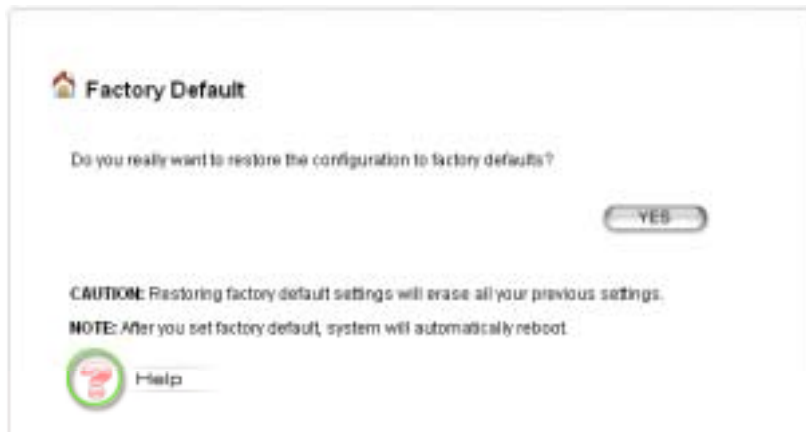 Factory Default
Do you really want to restore the configuration to factory defaults?
YES
CAUTION: Restoring factory default settings will erase all your previous settings.
NOTE: After you set factory default, system will automatically reboot.
Help